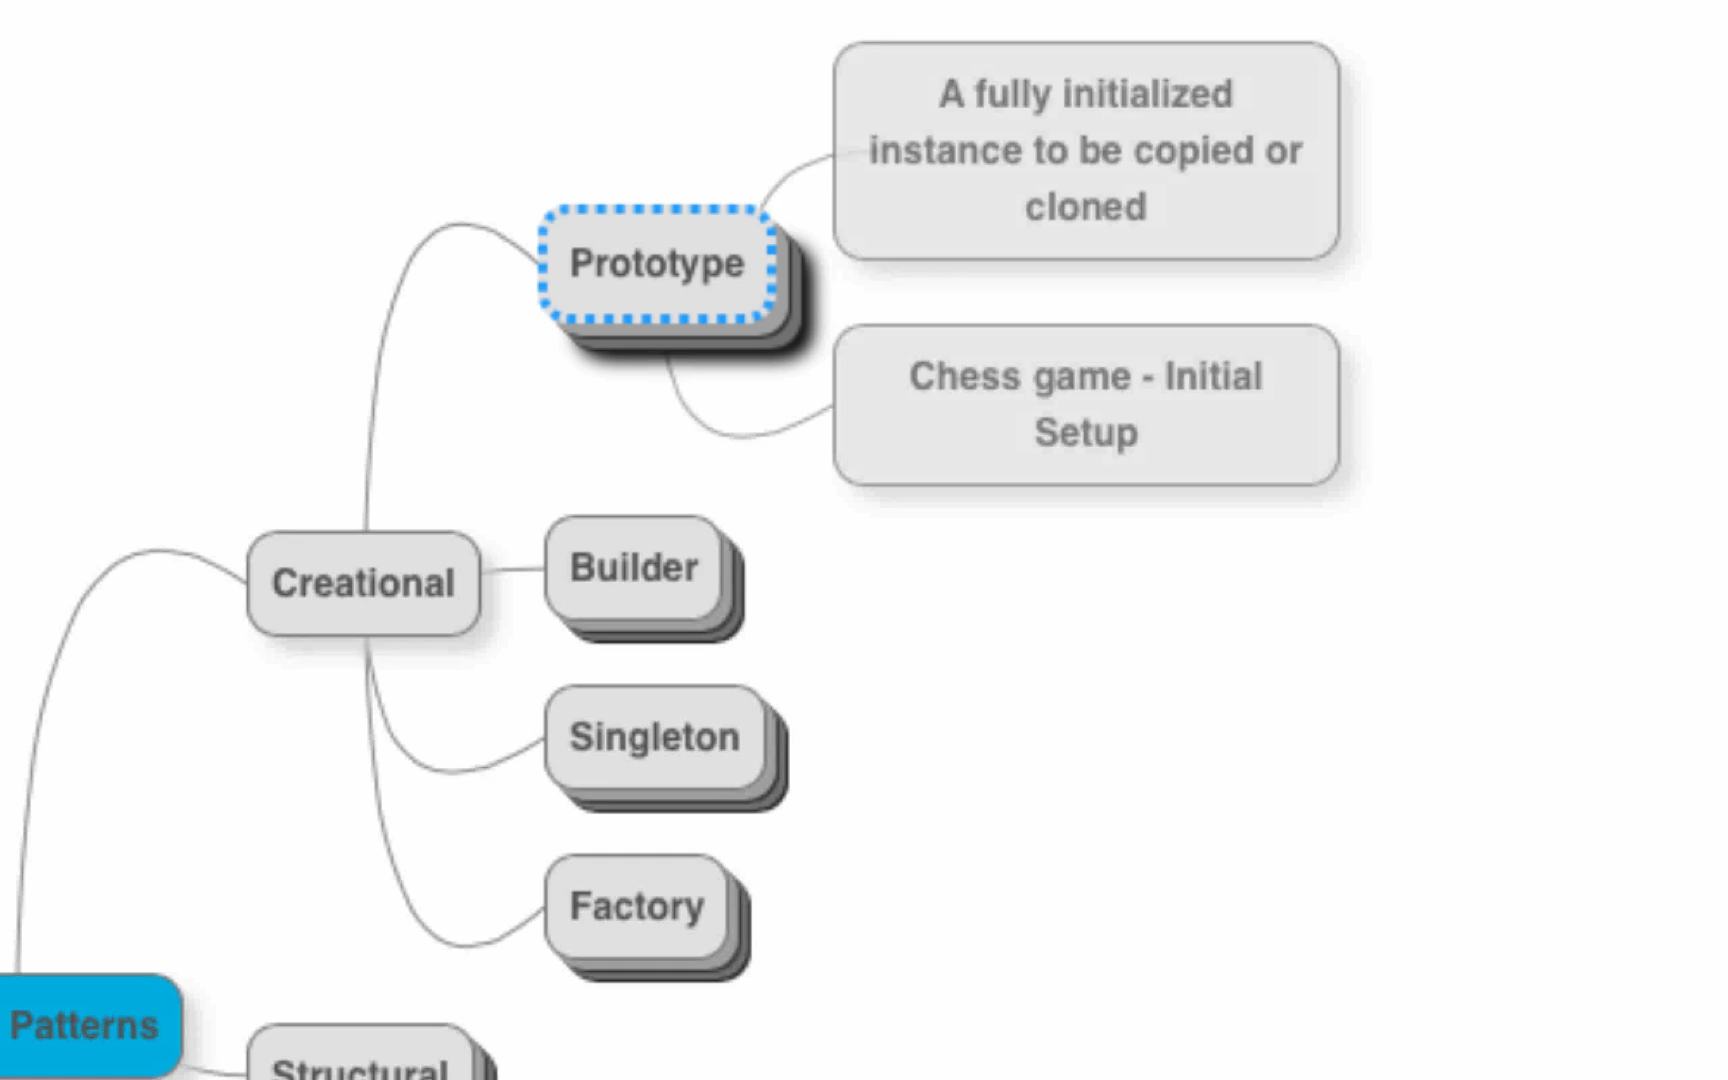 A fully initialized
instance to be copied or
cloned
Prototype
Chess game - Initial
Setup
Creational
Builder
Singleton
Factory
Patterns
Structural